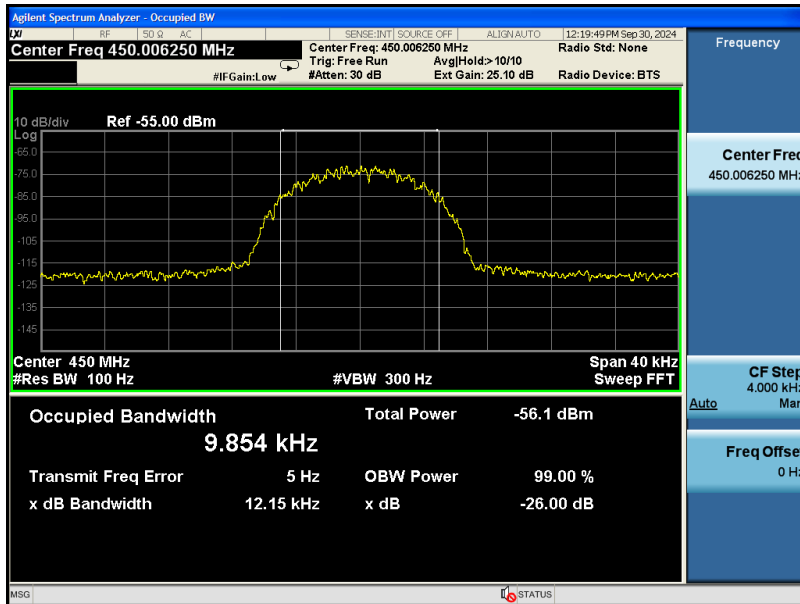 Agilent Spectrum Analyzer - Occupied BW
LXI RF 50 Ω AC SENSE:INT SOURCE OFF ALIGN AUTO 12:19:49 PM Sep 30, 2024
Center Freq 450.006250 MHz
Center Freq: 450.006250 MHz Radio Std: None
Trig: Free Run Avg|Hold:> 10/10
#IFGain:Low #Atten: 30 dB Ext Gain: 25.10 dB Radio Device: BTS
10 dB/div Ref -55.00 dBm
Log
-65.0
-75.0
-85.0
-95.0
-105
-115
-125
-135
-145
Center 450 MHz Span 40 kHz
#Res BW 100 Hz #VBW 300 Hz Sweep FFT
Occupied Bandwidth Total Power -56.1 dBm
9.854 kHz
Transmit Freq Error 5 Hz OBW Power 99.00 %
x dB Bandwidth 12.15 kHz x dB -26.00 dB
MSG STATUS
Frequency
Center Freq
450.006250 MHz
CF Step
4.000 kHz
Auto Man
Freq Offset
0 Hz